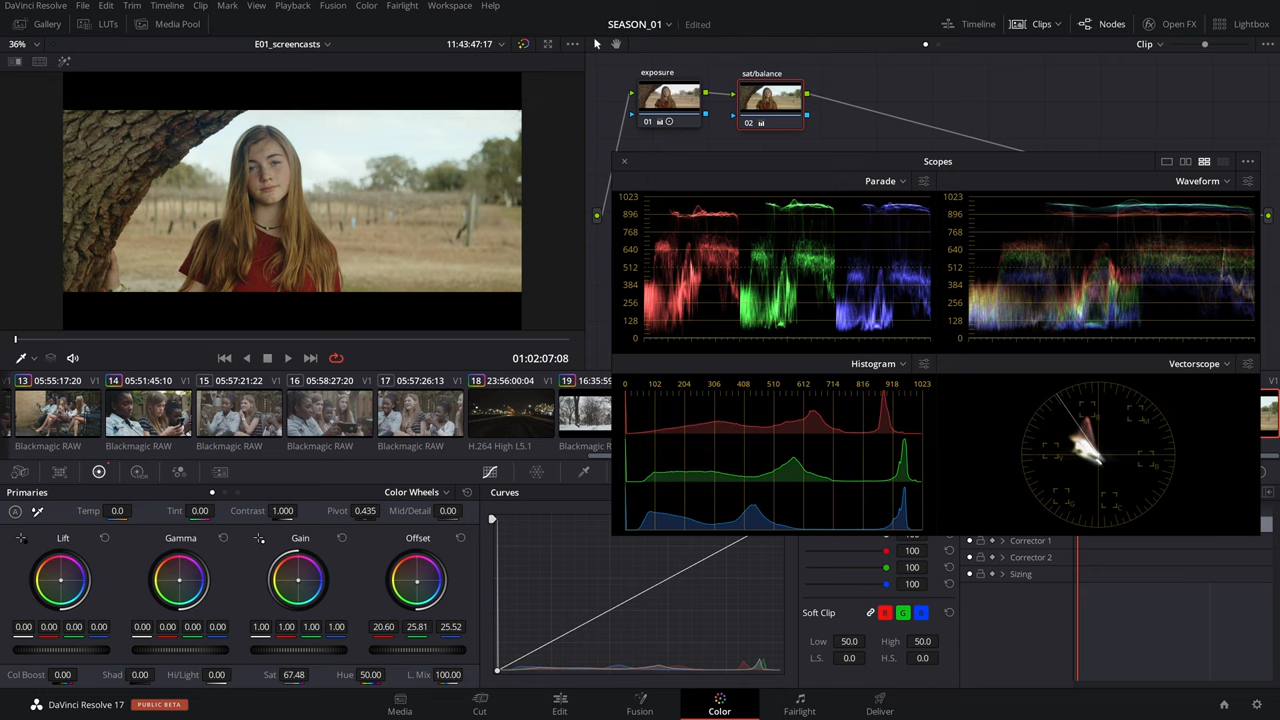 DaVinci Resolve File Edit Trim Timeline Clip Mark View Playback Fusion Color Fairlight Workspace Help
Gallery LUTs Media Pool SEASON_01 Edited Timeline Clips Nodes Open FX Lightbox
36% E01_screencasts 11:43:47:17 Clip
exposure sat/balance
01 02
Scopes
Parade Waveform
1023 1023
896 896
768 768
640 640
512 512
384 384
256 256
128 128
0 0
01:02:07:08
Histogram Vectorscope
0 102 204 306 408 510 612 714 816 918 1023
13 05:55:17:20 V1 14 05:51:45:10 V1 15 05:57:21:22 V1 16 05:58:27:20 V1 17 05:57:26:13 V1 18 23:56:00:04 V1 19 16:35:59
V1
V1
Blackmagic RAW Blackmagic RAW Blackmagic RAW Blackmagic RAW Blackmagic RAW H.264 High L5.1 Blackmagic
Primaries Color Wheels Curves
A Temp 0.0 Tint 0.00 Contrast 1.000 Pivot 0.435 Mid/Detail 0.00
Lift Gamma Gain Offset
0.00 0.00 0.00 0.00 0.00 0.00 0.00 0.00 1.00 1.00 1.00 1.00 20.60 25.81 25.52
Col Boost 0.00 Shad 0.00 Hi/Light 0.00 Sat 67.48 Hue 50.00 L. Mix 100.00
100
100
100
Soft Clip R G B
Low 50.0 High 50.0
L.S. 0.0 H.S. 0.0
Corrector 1
Corrector 2
Sizing
DaVinci Resolve 17 PUBLIC BETA Media Cut Edit Fusion Color Fairlight Deliver